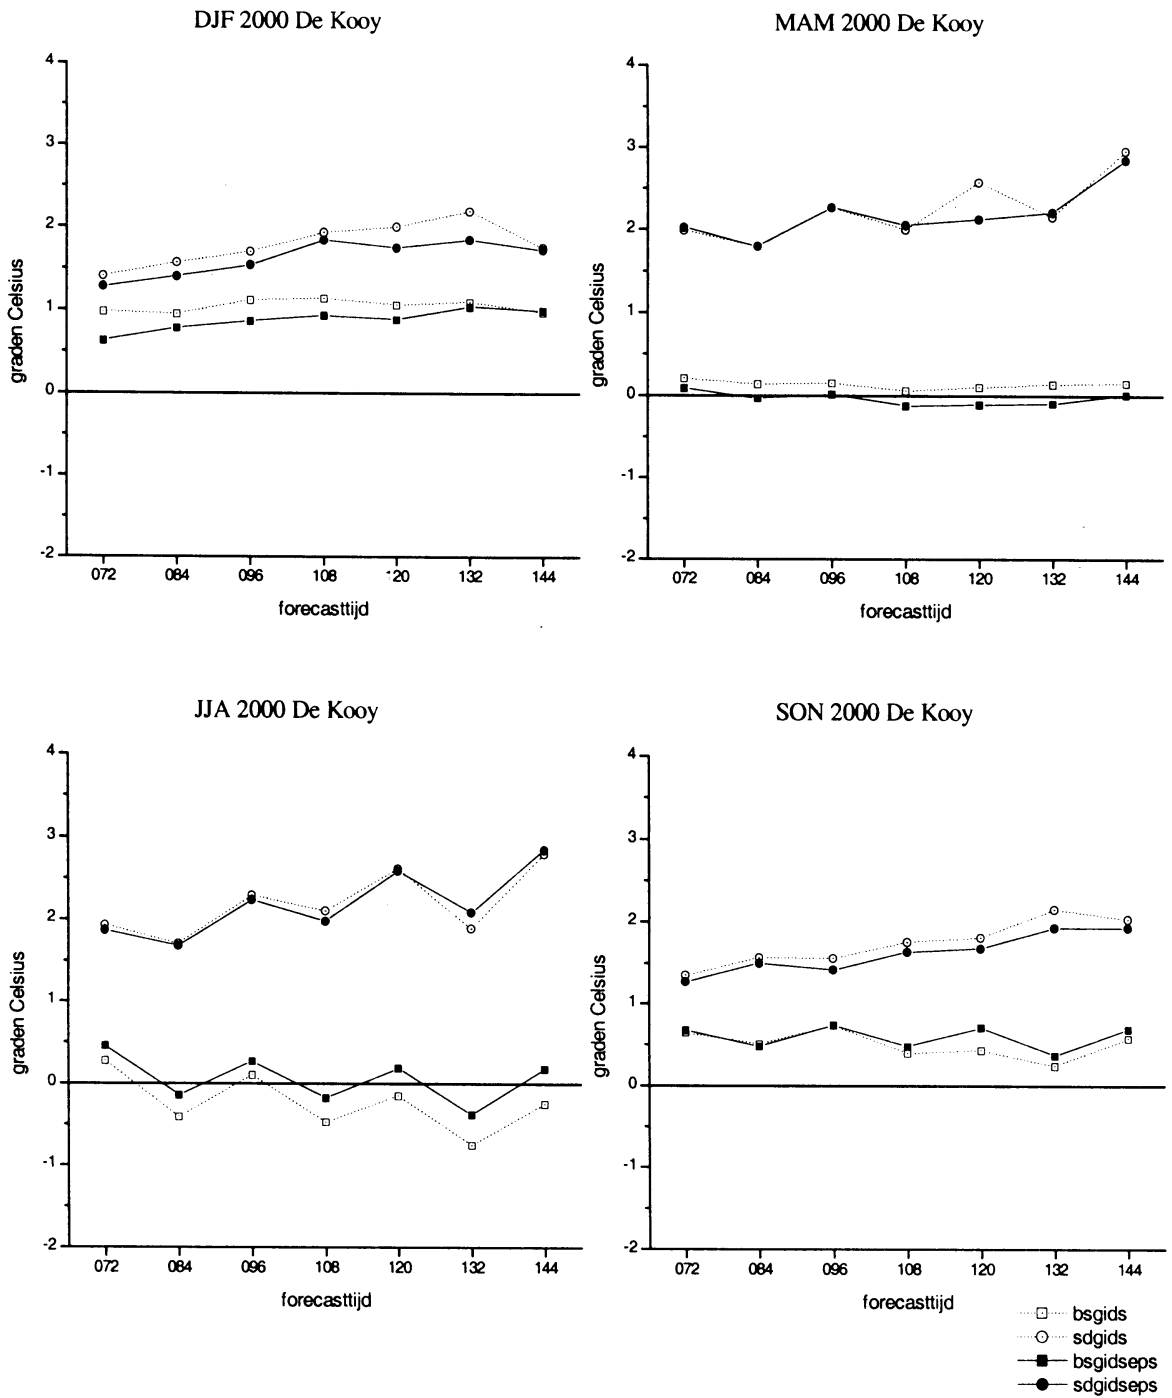 DJF 2000 De Kooy
4
3
2
1
0
-1
-2
graden Celsius
072 084 096 108 120 132 144
forecasttijd
MAM 2000 De Kooy
4
3
2
1
0
-1
-2
graden Celsius
072 084 096 108 120 132 144
forecasttijd
JJA 2000 De Kooy
4
3
2
1
0
-1
-2
graden Celsius
072 084 096 108 120 132 144
forecasttijd
SON 2000 De Kooy
4
3
2
1
0
-1
-2
graden Celsius
072 084 096 108 120 132 144
forecasttijd
bsgids
sdgids
bsgidseps
sdgidseps